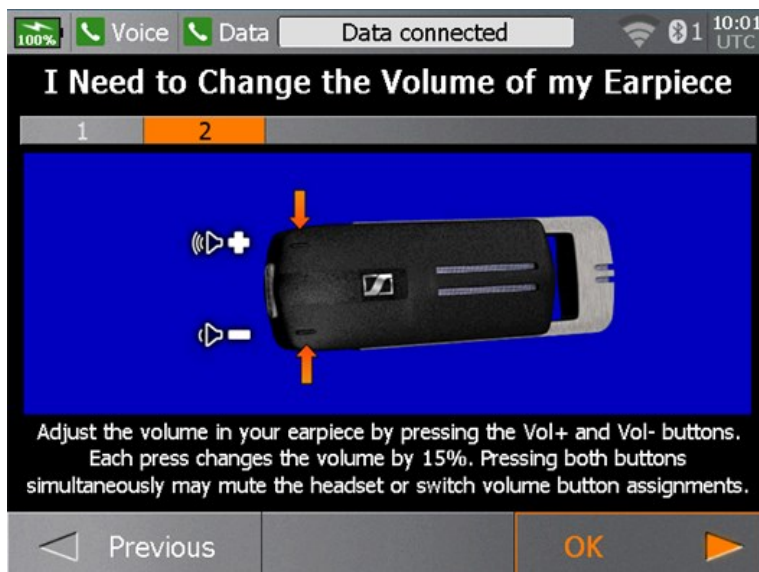 100%
Voice
Data
Data connected
1
10:01
UTC
I Need to Change the Volume of my Earpiece
1
2
Adjust the volume in your earpiece by pressing the Vol+ and Vol- buttons.
Each press changes the volume by 15%. Pressing both buttons
simultaneously may mute the headset or switch volume button assignments.
Previous
OK